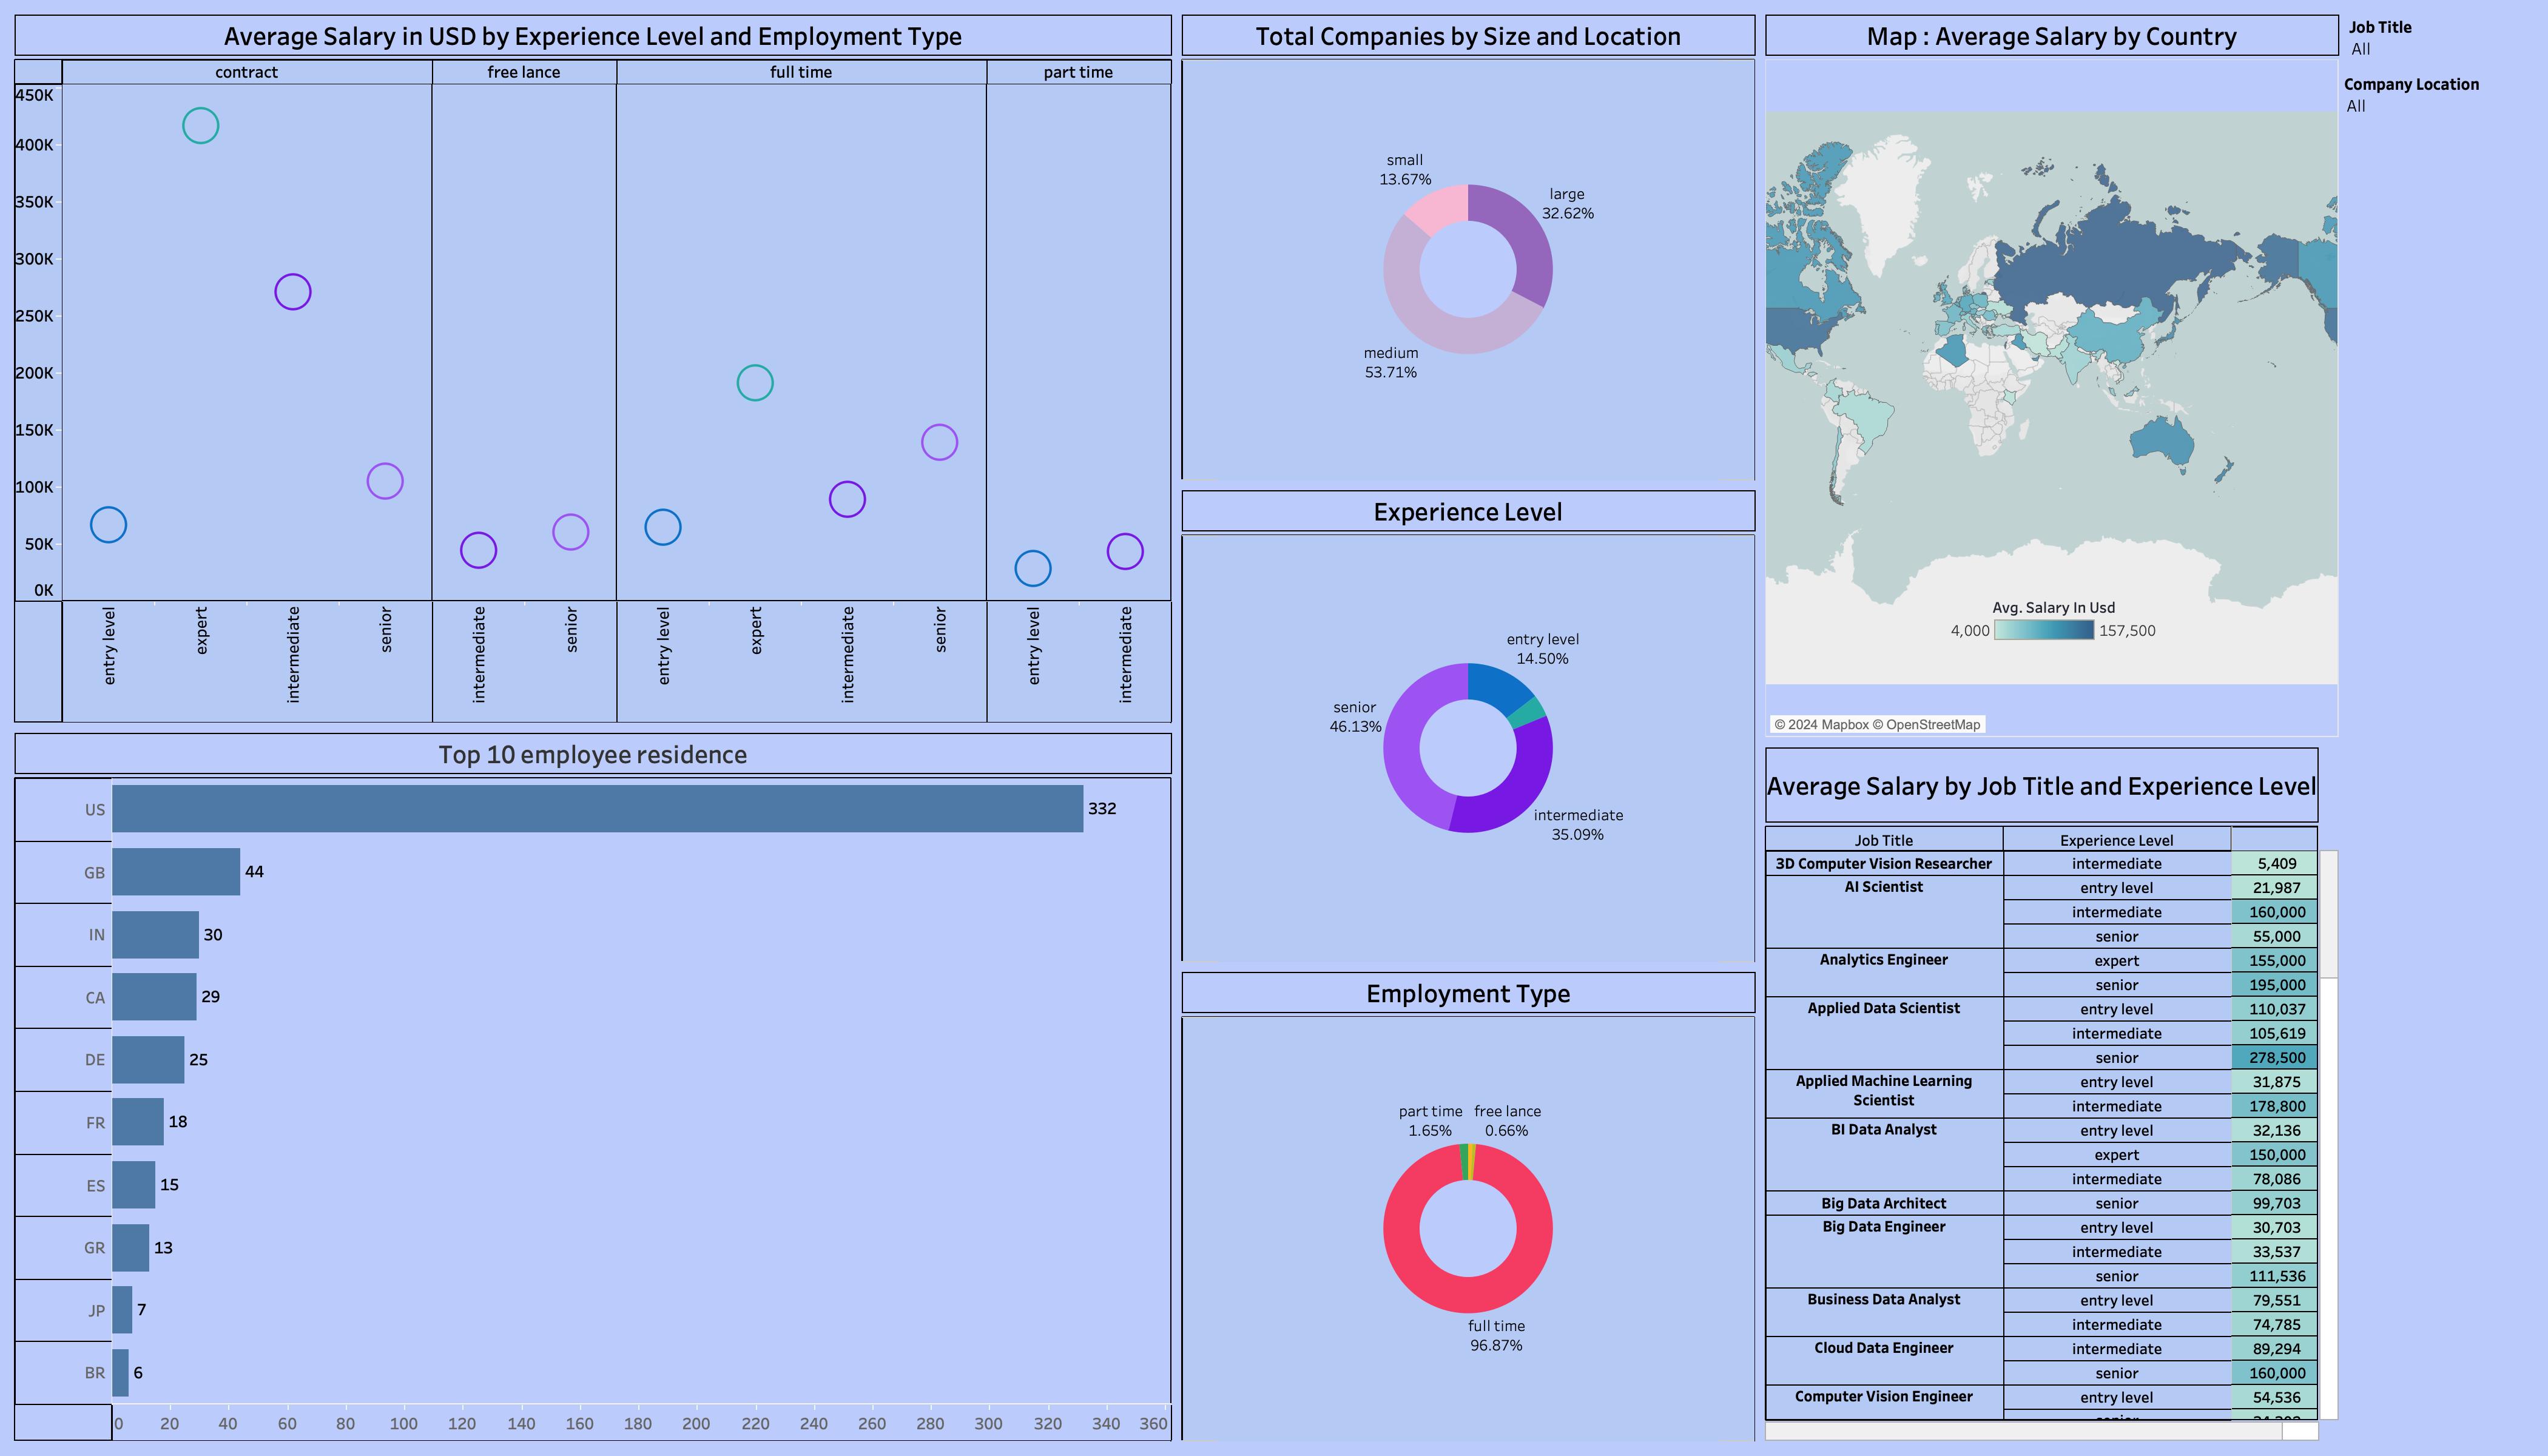 Average Salary in USD by Experience Level and Employment Type
contract
free lance
full time
part time
450K
400K
350K
300K
250K
200K
150K
100K
50K
0K
entry level
expert
intermediate
senior
intermediate
senior
entry level
expert
intermediate
senior
entry level
intermediate
Top 10 employee residence
US 332
GB 44
IN 30
CA 29
DE 25
FR 18
ES 15
GR 13
JP 7
BR 6
0 20 40 60 80 100 120 140 160 180 200 220 240 260 280 300 320 340 360
Total Companies by Size and Location
small
13.67%
large
32.62%
medium
53.71%
Experience Level
entry level
14.50%
senior
46.13%
intermediate
35.09%
Employment Type
part time
1.65%
free lance
0.66%
full time
96.87%
Map : Average Salary by Country
Avg. Salary In Usd
4,000 157,500
© 2024 Mapbox © OpenStreetMap
Job Title
All
Company Location
All
Average Salary by Job Title and Experience Level
Job Title Experience Level
3D Computer Vision Researcher intermediate 5,409
AI Scientist entry level 21,987
intermediate 160,000
senior 55,000
Analytics Engineer expert 155,000
senior 195,000
Applied Data Scientist entry level 110,037
intermediate 105,619
senior 278,500
Applied Machine Learning
Scientist
entry level 31,875
intermediate 178,800
BI Data Analyst entry level 32,136
expert 150,000
intermediate 78,086
Big Data Architect senior 99,703
Big Data Engineer entry level 30,703
intermediate 33,537
senior 111,536
Business Data Analyst entry level 79,551
intermediate 74,785
Cloud Data Engineer intermediate 89,294
senior 160,000
Computer Vision Engineer entry level 54,536